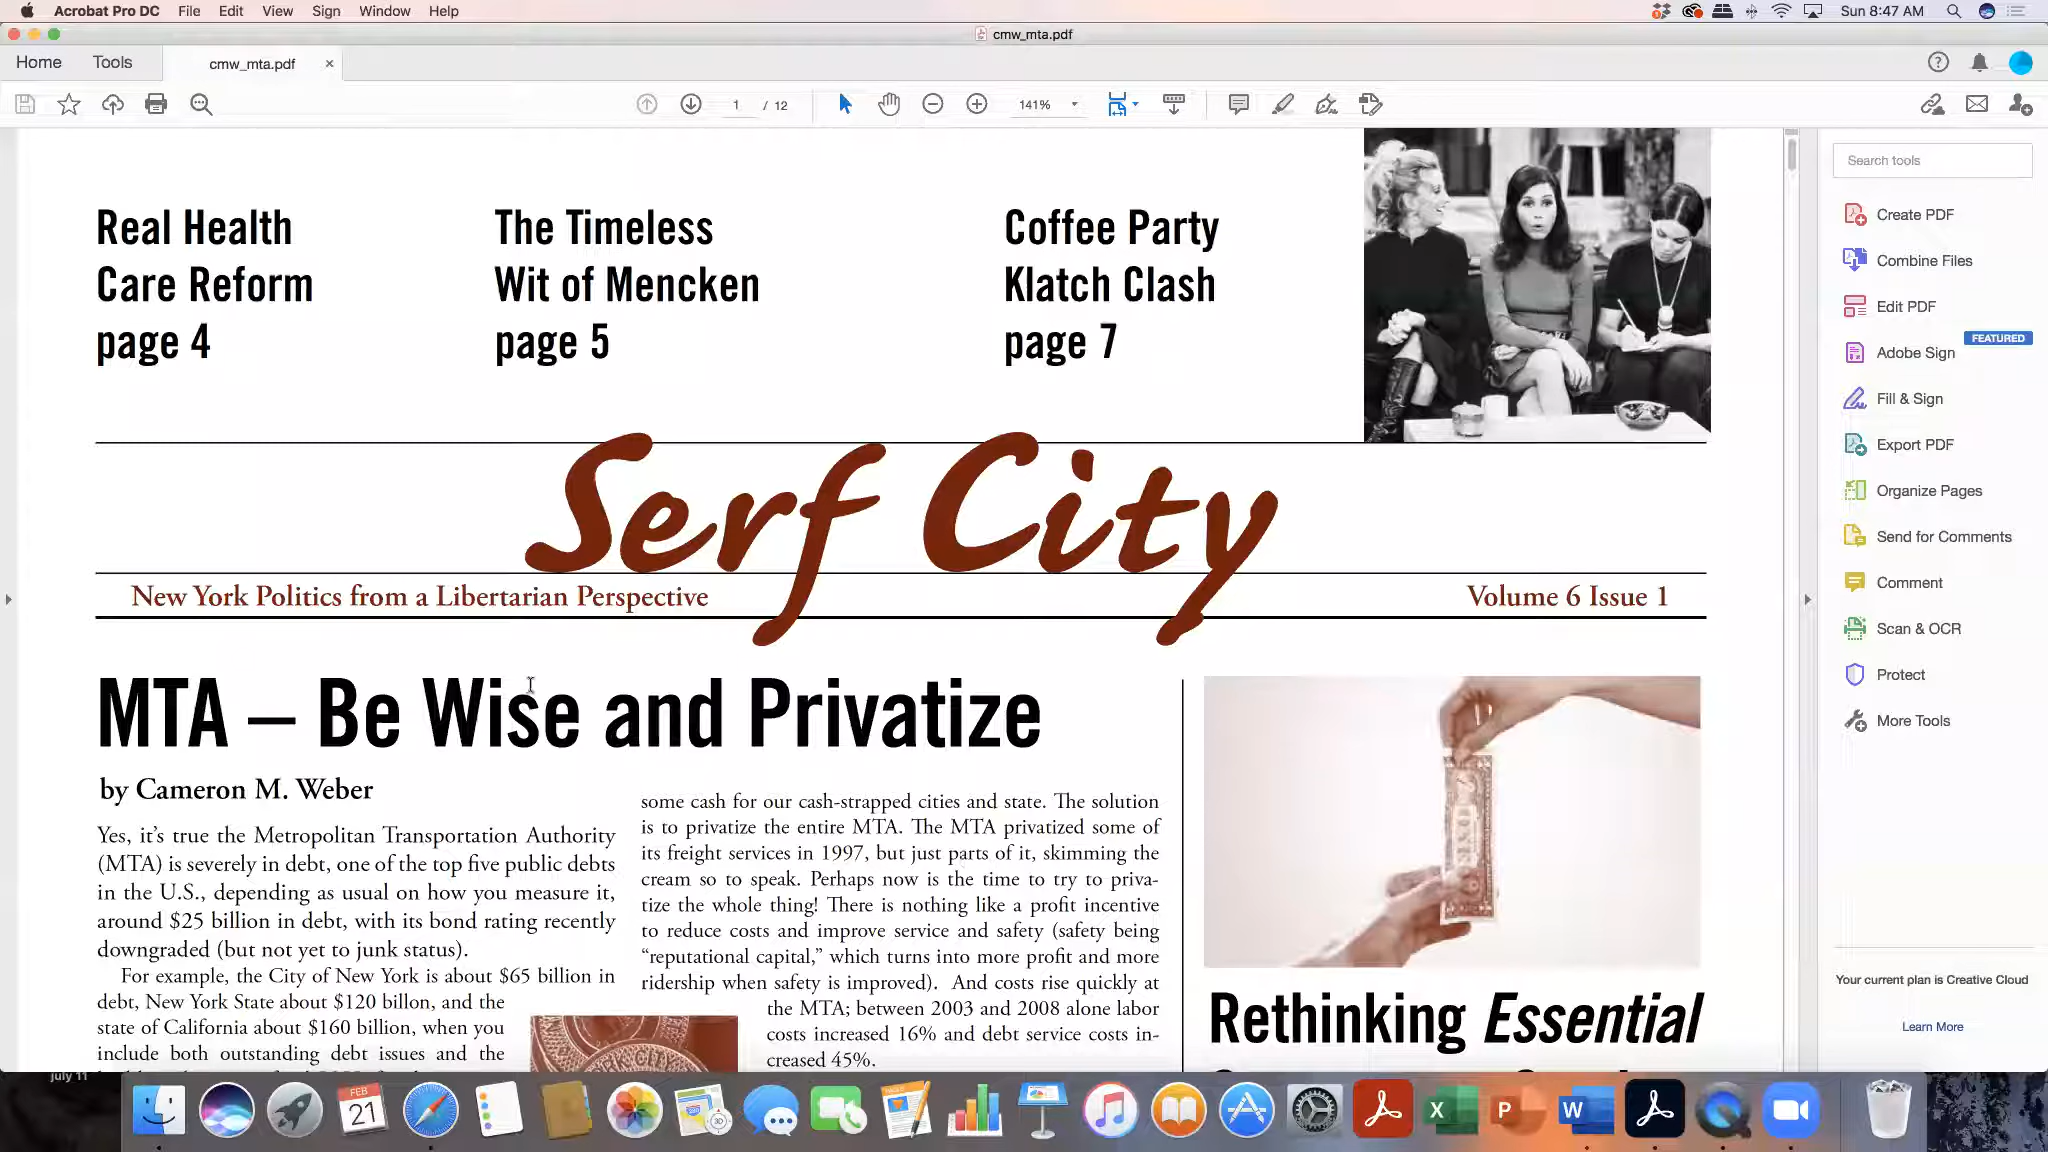 Acrobat Pro DC File Edit View Sign Window Help
Sun 8:47 AM
cmw_mta.pdf
Home Tools cmw_mta.pdf ×
1 / 12
141%
Search tools
Create PDF
Combine Files
Edit PDF
FEATURED
Adobe Sign
Fill & Sign
Export PDF
Organize Pages
Send for Comments
Comment
Scan & OCR
Protect
More Tools
Your current plan is Creative Cloud
Learn More
Real Health
Care Reform
page 4
The Timeless
Wit of Mencken
page 5
Coffee Party
Klatch Clash
page 7
Serf City
New York Politics from a Libertarian Perspective
Volume 6 Issue 1
MTA – Be Wise and Privatize
by Cameron M. Weber
Yes, it’s true the Metropolitan Transportation Authority
(MTA) is severely in debt, one of the top five public debts
in the U.S., depending as usual on how you measure it,
around $25 billion in debt, with its bond rating recently
downgraded (but not yet to junk status).
For example, the City of New York is about $65 billion in
debt, New York State about $120 billon, and the
state of California about $160 billion, when you
include both outstanding debt issues and the
some cash for our cash-strapped cities and state. The solution
is to privatize the entire MTA. The MTA privatized some of
its freight services in 1997, but just parts of it, skimming the
cream so to speak. Perhaps now is the time to try to priva-
tize the whole thing! There is nothing like a profit incentive
to reduce costs and improve service and safety (safety being
“reputational capital,” which turns into more profit and more
ridership when safety is improved). And costs rise quickly at
the MTA; between 2003 and 2008 alone labor
costs increased 16% and debt service costs in-
creased 45%.
Rethinking Essential
july 11
FEB
21